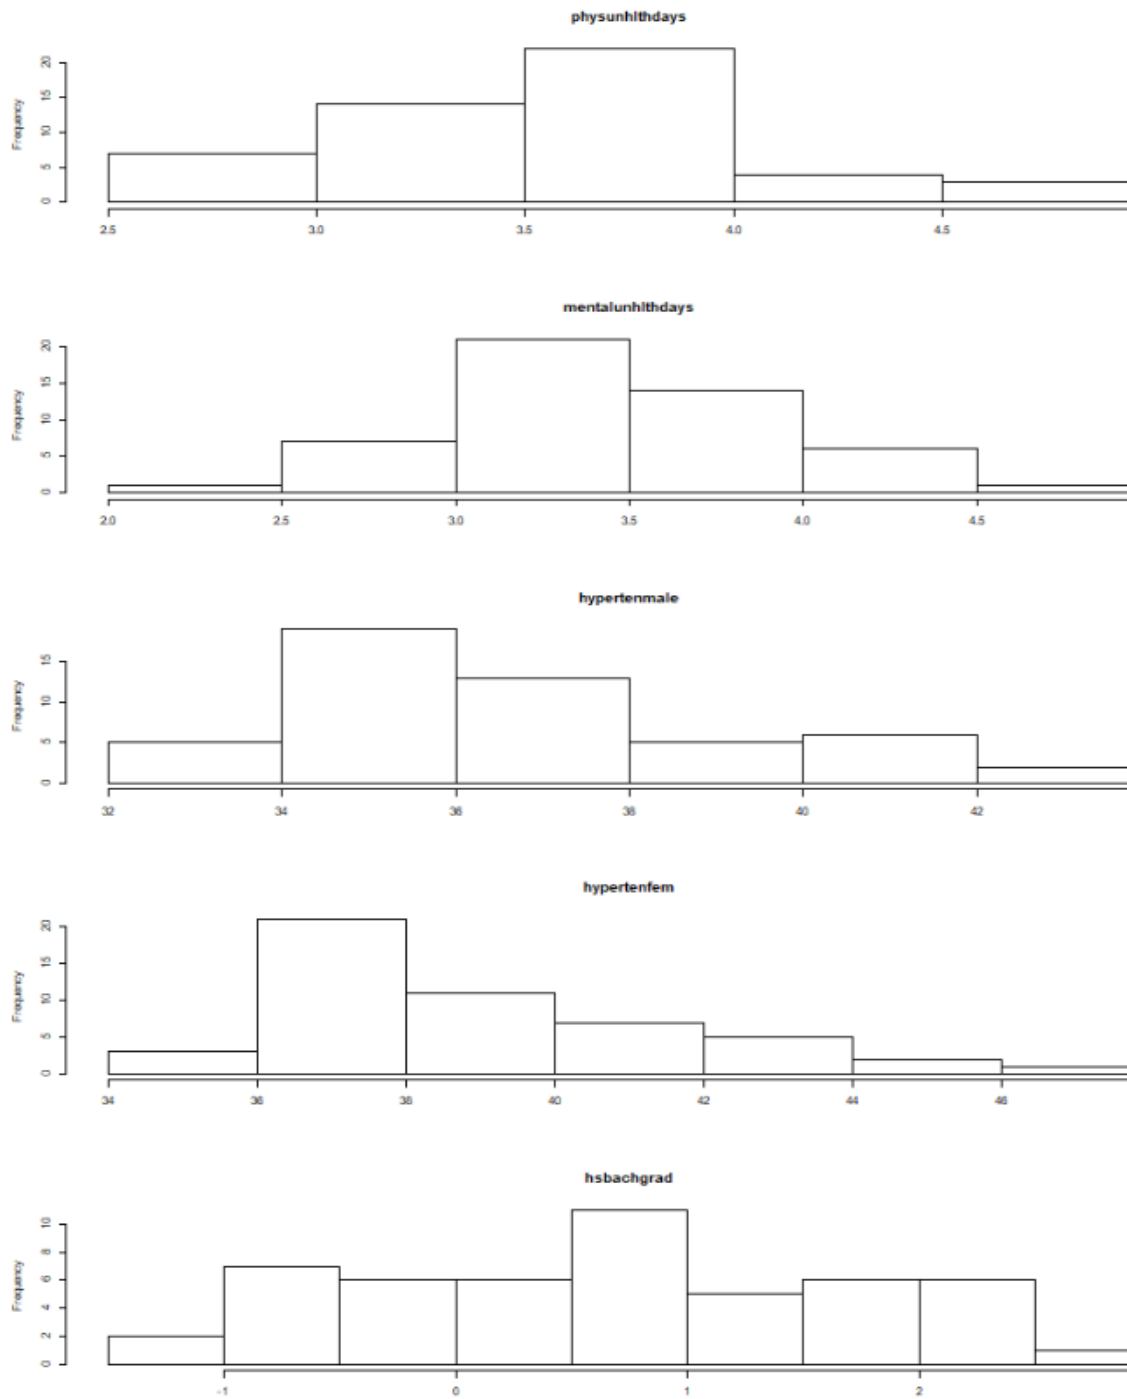 physunhlthdays
Frequency
20
15
10
5
0
2.5 3.0 3.5 4.0 4.5
mentalunhlthdays
Frequency
20
15
10
5
0
2.0 2.5 3.0 3.5 4.0 4.5
hypertenmale
Frequency
15
10
5
0
32 34 36 38 40 42
hypertenfem
Frequency
20
15
10
5
0
34 36 38 40 42 44 46
hsbachgrad
Frequency
10
8
6
4
2
0
-1 0 1 2